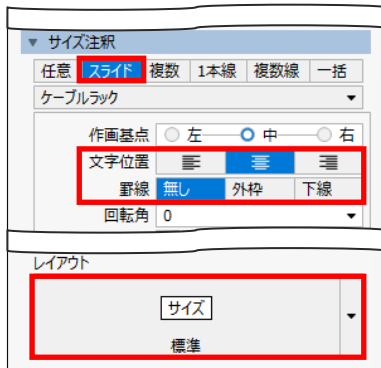 サイズ注釈
任意 スライド 複数 1本線 複数線 一括
ケーブルラック
作画基点 左 中 右
文字位置
罫線 無し 外枠 下線
回転角 0
レイアウト
サイズ
標準